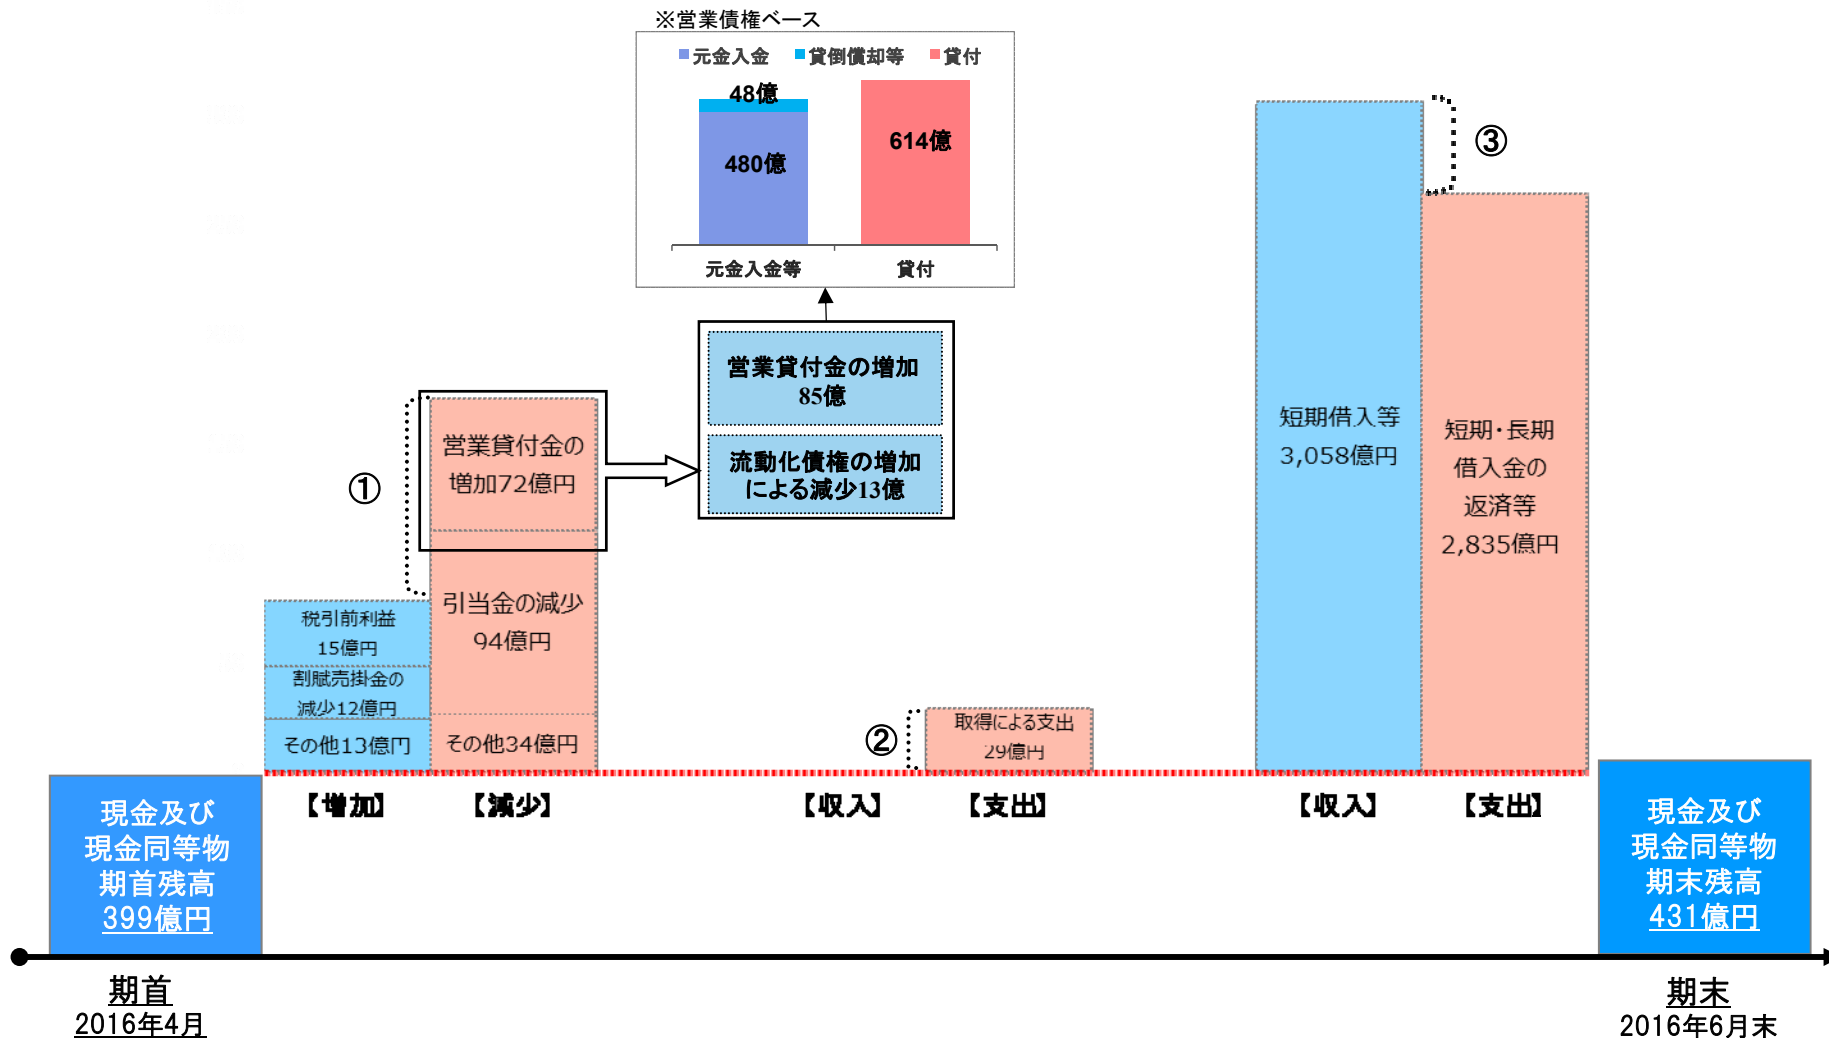 ※営業債権ベース
元金入金 貸倒償却等 貸付
48億
480億
614億
元金入金等 貸付
営業貸付金の増加
85億
流動化債権の増加
による減少13億
①
営業貸付金の
増加72億円
引当金の減少
94億円
その他34億円
税引前利益
15億円
割賦売掛金の
減少12億円
その他13億円
②
取得による支出
29億円
③
短期借入等
3,058億円
短期・長期
借入金の
返済等
2,835億円
【増加】 【減少】 【収入】 【支出】 【収入】 【支出】
現金及び
現金同等物
期首残高
399億円
現金及び
現金同等物
期末残高
431億円
期首
2016年4月
期末
2016年6月末